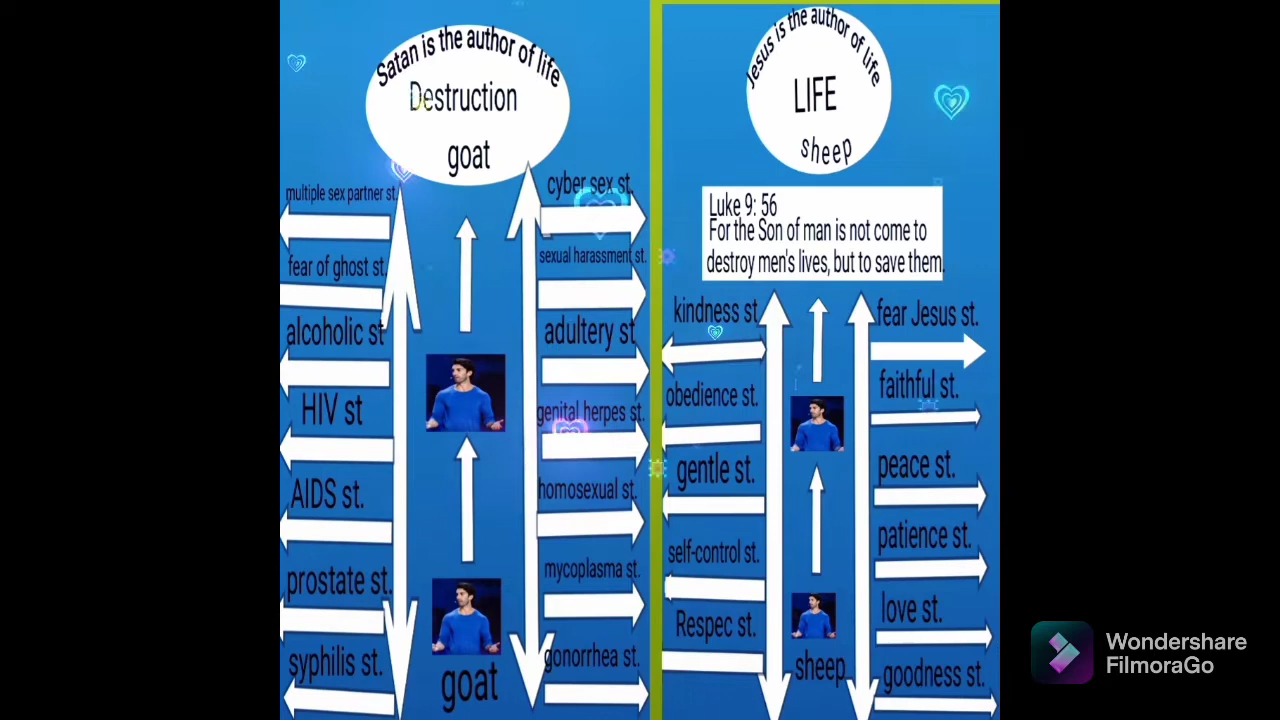 Satan is the author of life
Destruction
goat
multiple sex partner st.
fear of ghost st.
alcoholic st
HIV st
AIDS st.
prostate st.
syphilis st.
cyber sex st.
sexual harassment st.
adultery st
genital herpes st.
homosexual st.
mycoplasma st.
gonorrhea st.
goat
Jesus is the author of life
LIFE
sheep
Luke 9: 56
For the Son of man is not come to
destroy men's lives, but to save them.
kindness st
obedience st.
gentle st.
self-control st.
Respec st.
fear Jesus st.
faithful st.
peace st.
patience st.
love st.
goodness st.
sheep
Wondershare
FilmoraGo